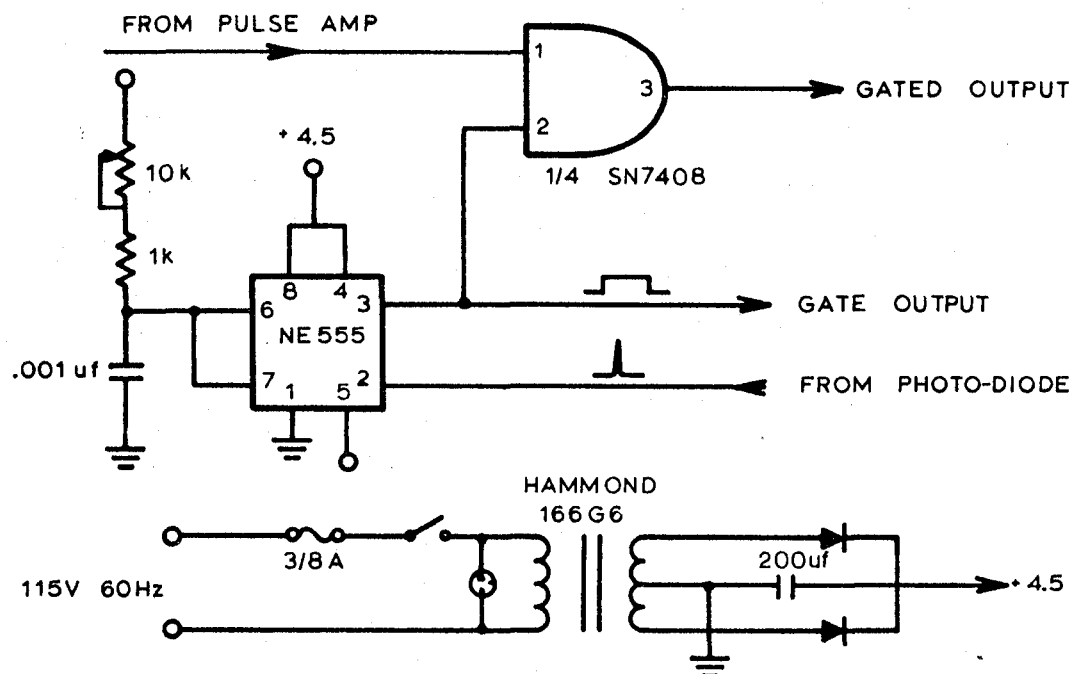 FROM PULSE AMP
1
3
GATED OUTPUT
2
+ 4.5
10k
1/4 SN7408
1k
8 4
6 3
GATE OUTPUT
NE555
.001uf
7 1 5 2
FROM PHOTO-DIODE
HAMMOND
166G6
3/8A
200uf
115V 60Hz
+ 4.5